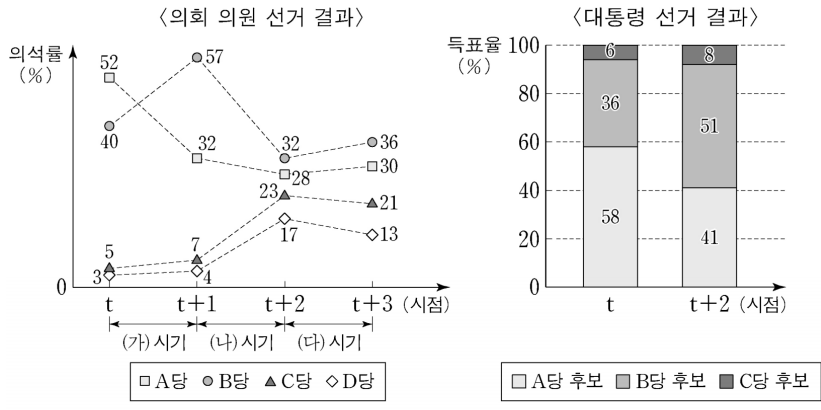 〈의회 의원 선거 결과〉
의석률
(%)
52
57
40
32
32
36
28
30
23
21
17
13
5
7
3
4
0
t
t+1
t+2
t+3 (시점)
(가) 시기
(나) 시기
(다) 시기
A당 B당 C당 D당
〈대통령 선거 결과〉
득표율
(%)
100
80
60
40
20
0
6
36
58
8
51
41
t
t+2 (시점)
A당 후보 B당 후보 C당 후보